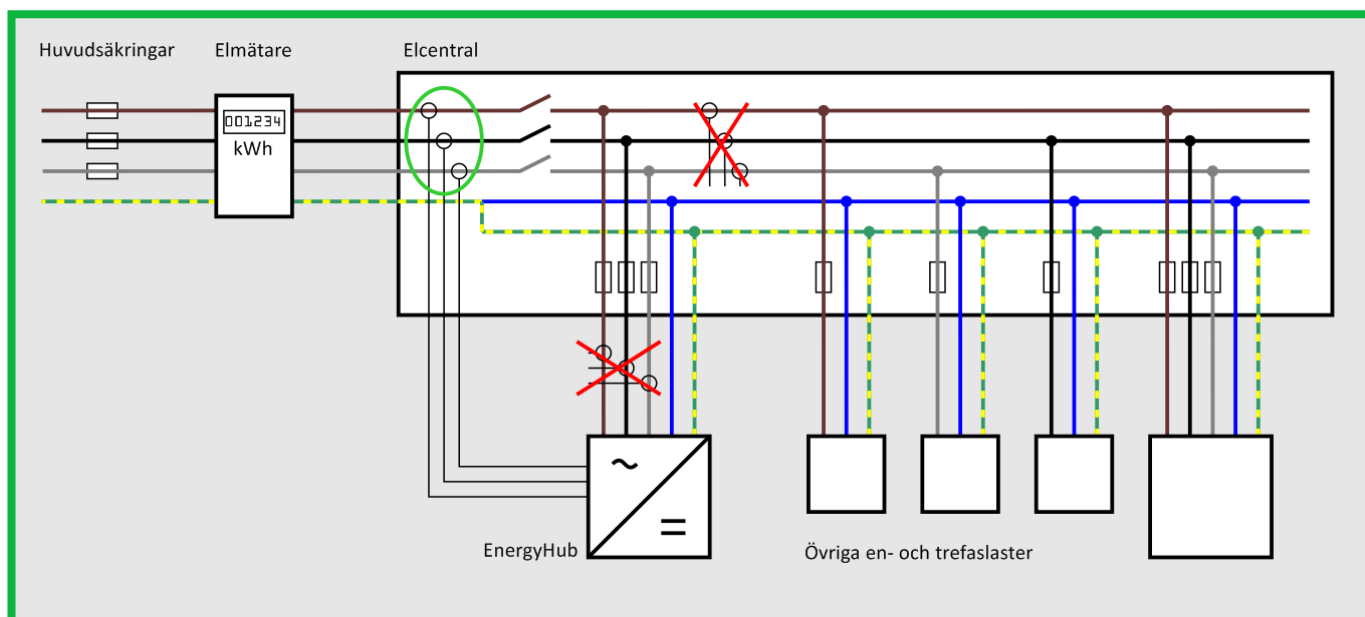 Huvudsäkringar
Elmätare
Elcentral
001234
kWh
EnergyHub
Övriga en- och trefaslaster